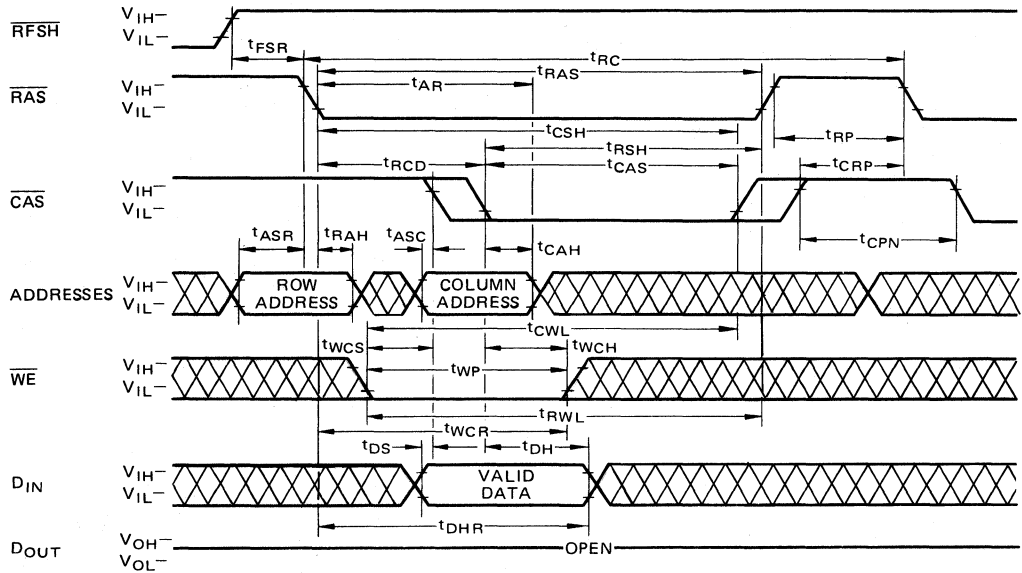 RFSH
VIH–
VIL–
tFSR
tRC
tRAS
tAR
RAS
VIH–
VIL–
tCSH
tRP
tRSH
tRCD
tCAS
tCRP
CAS
VIH–
VIL–
tASR
tRAH
tASC
tCAH
tCPN
ADDRESSES
VIH–
VIL–
ROW
ADDRESS
COLUMN
ADDRESS
tCWL
tWCS
tWCH
WE
VIH–
VIL–
tWP
tRWL
tWCR
tDS
tDH
DIN
VIH–
VIL–
VALID
DATA
tDHR
DOUT
VOH–
VOL–
OPEN